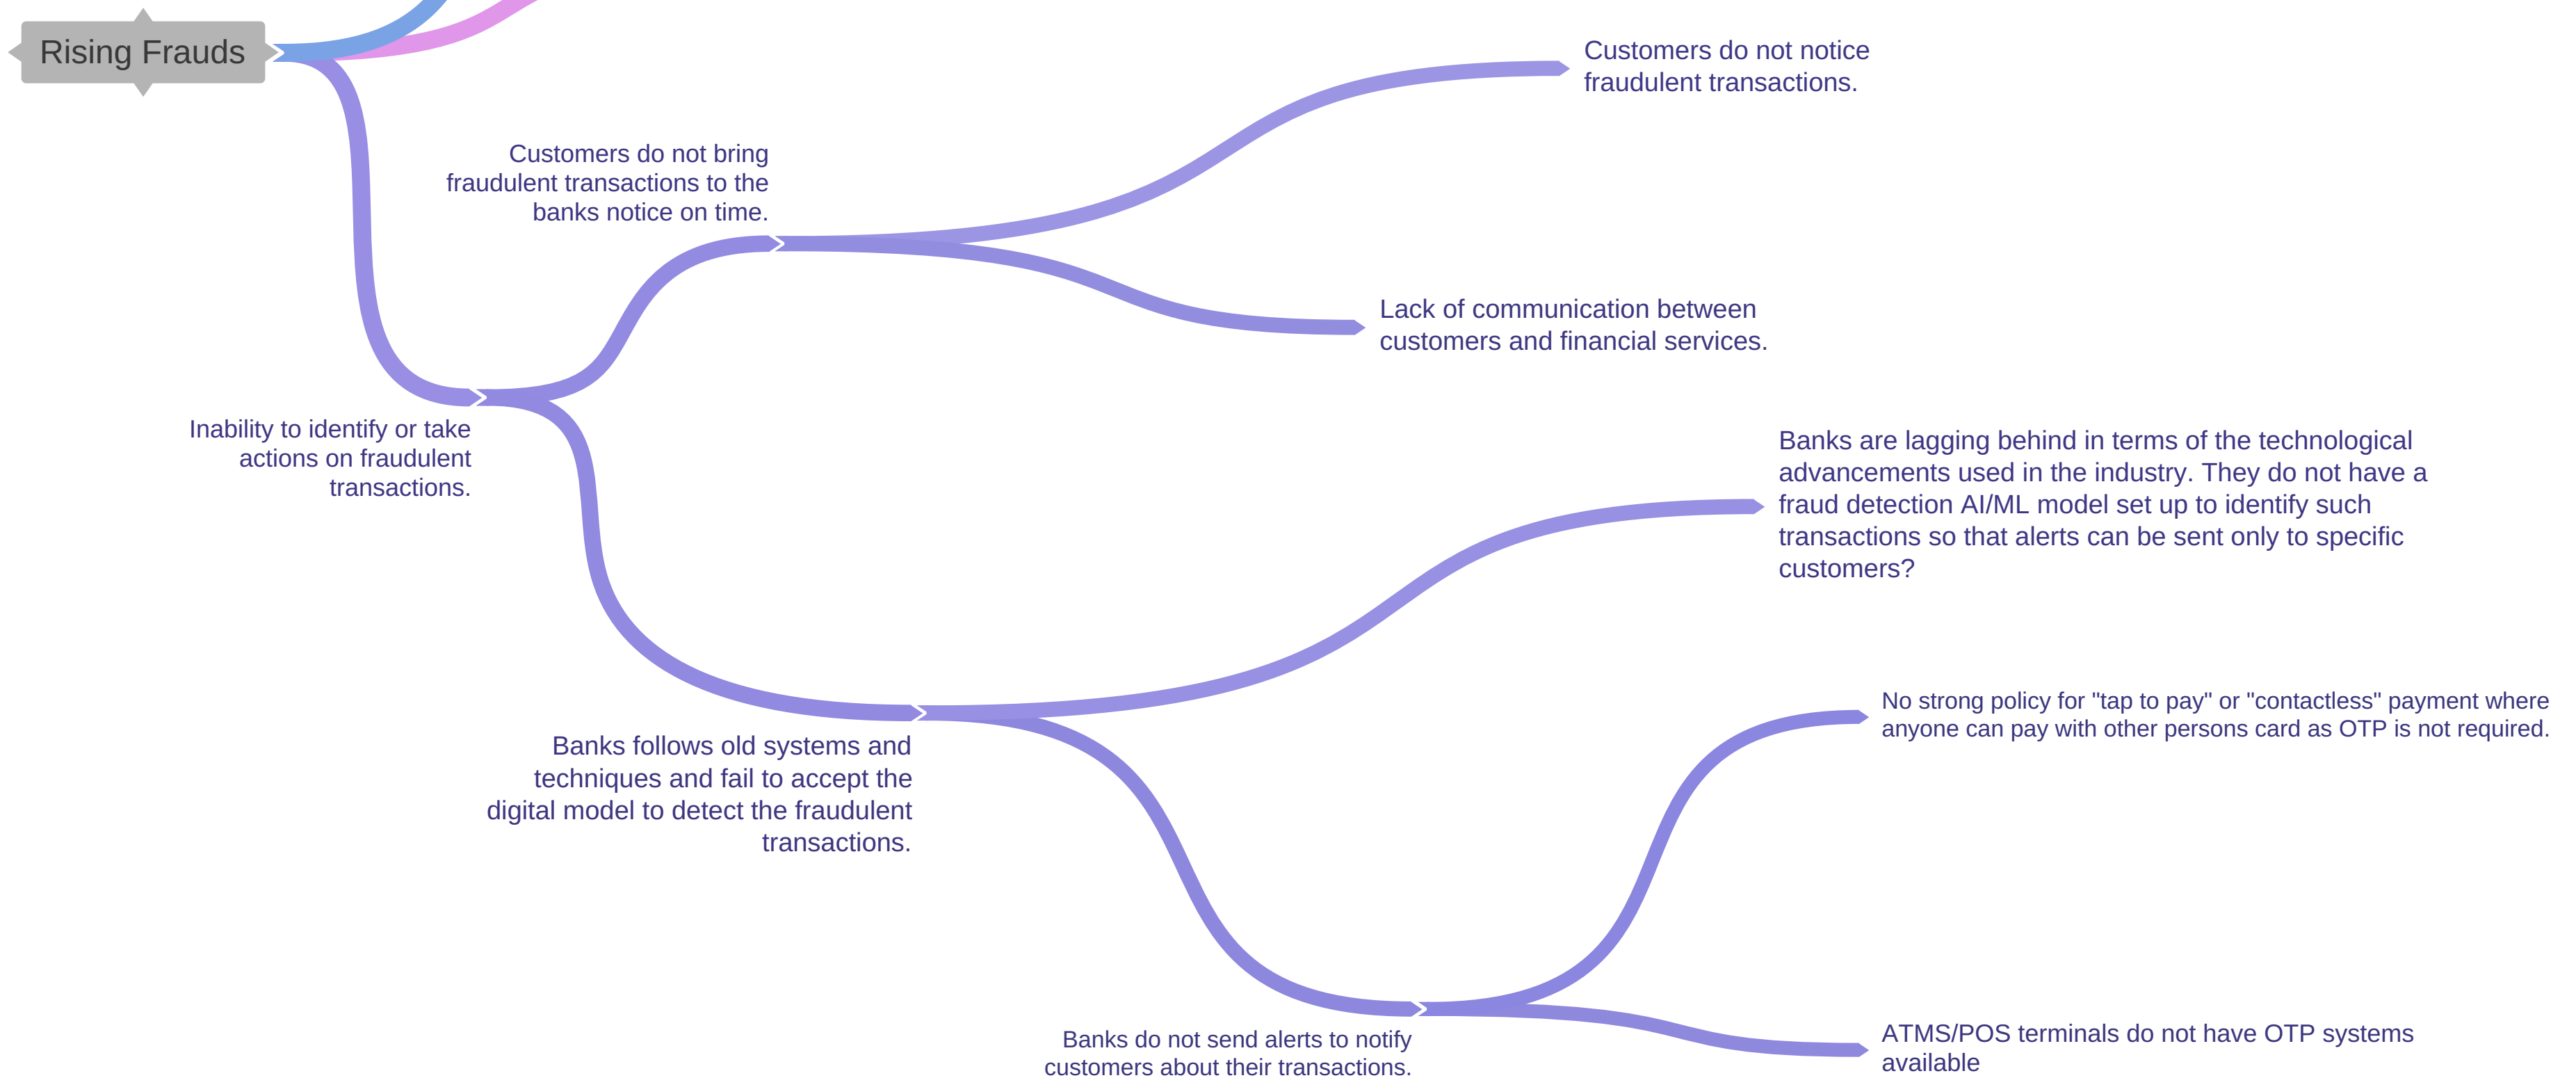 Rising Frauds
Customers do not notice
fraudulent transactions.
Customers do not bring
fraudulent transactions to the
banks notice on time.
Lack of communication between
customers and financial services.
Inability to identify or take
actions on fraudulent
transactions.
Banks are lagging behind in terms of the technological
advancements used in the industry. They do not have a
fraud detection AI/ML model set up to identify such
transactions so that alerts can be sent only to specific
customers?
No strong policy for "tap to pay" or "contactless" payment where
anyone can pay with other persons card as OTP is not required.
Banks follows old systems and
techniques and fail to accept the
digital model to detect the fraudulent
transactions.
Banks do not send alerts to notify
customers about their transactions.
ATMS/POS terminals do not have OTP systems
available